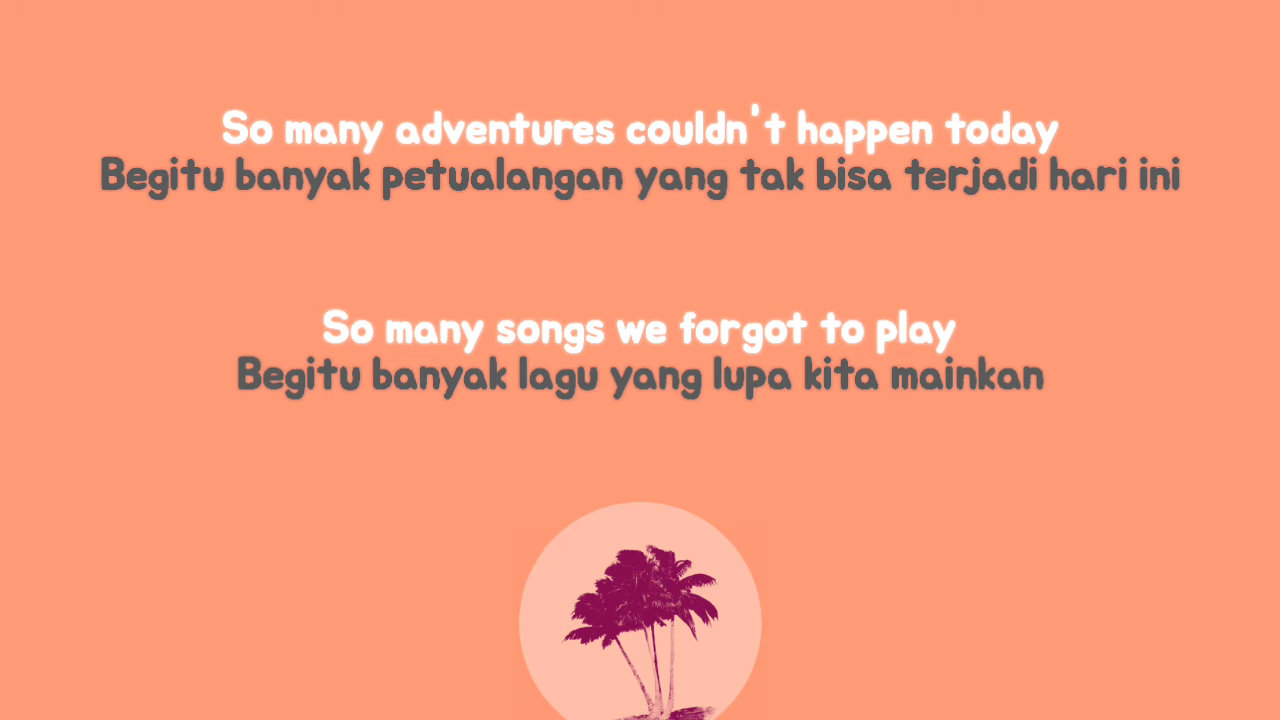 So many adventures couldn't happen today
Begitu banyak petualangan yang tak bisa terjadi hari ini
So many songs we forgot to play
Begitu banyak lagu yang lupa kita mainkan